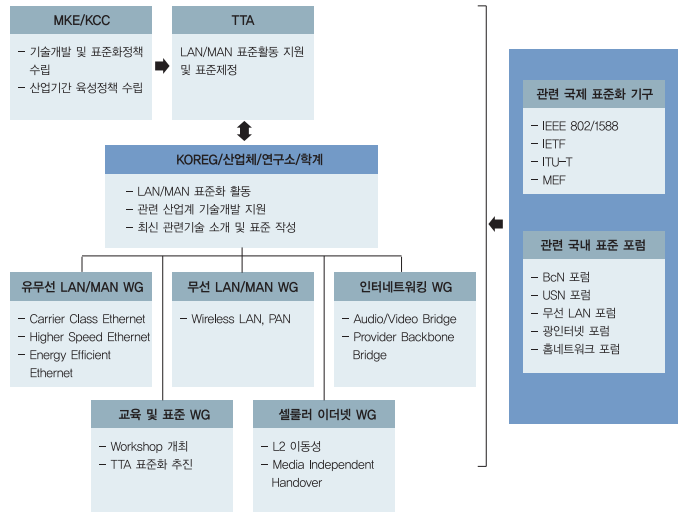 MKE/KCC
– 기술개발 및 표준화정책
수립
– 산업기간 육성정책 수립
TTA
LAN/MAN 표준활동 지원
및 표준제정
KOREG/산업체/연구소/학계
– LAN/MAN 표준화 활동
– 관련 산업계 기술개발 지원
– 최신 관련기술 소개 및 표준 작성
유무선 LAN/MAN WG
– Carrier Class Ethernet
– Higher Speed Ethernet
– Energy Efficient
Ethernet
무선 LAN/MAN WG
– Wireless LAN, PAN
인터네트워킹 WG
– Audio/Video Bridge
– Provider Backbone
Bridge
교육 및 표준 WG
– Workshop 개최
– TTA 표준화 추진
셀룰러 이더넷 WG
– L2 이동성
– Media Independent
Handover
관련 국제 표준화 기구
– IEEE 802/1588
– IETF
– ITU-T
– MEF
관련 국내 표준 포럼
– BcN 포럼
– USN 포럼
– 무선 LAN 포럼
– 광인터넷 포럼
– 홈네트워크 포럼